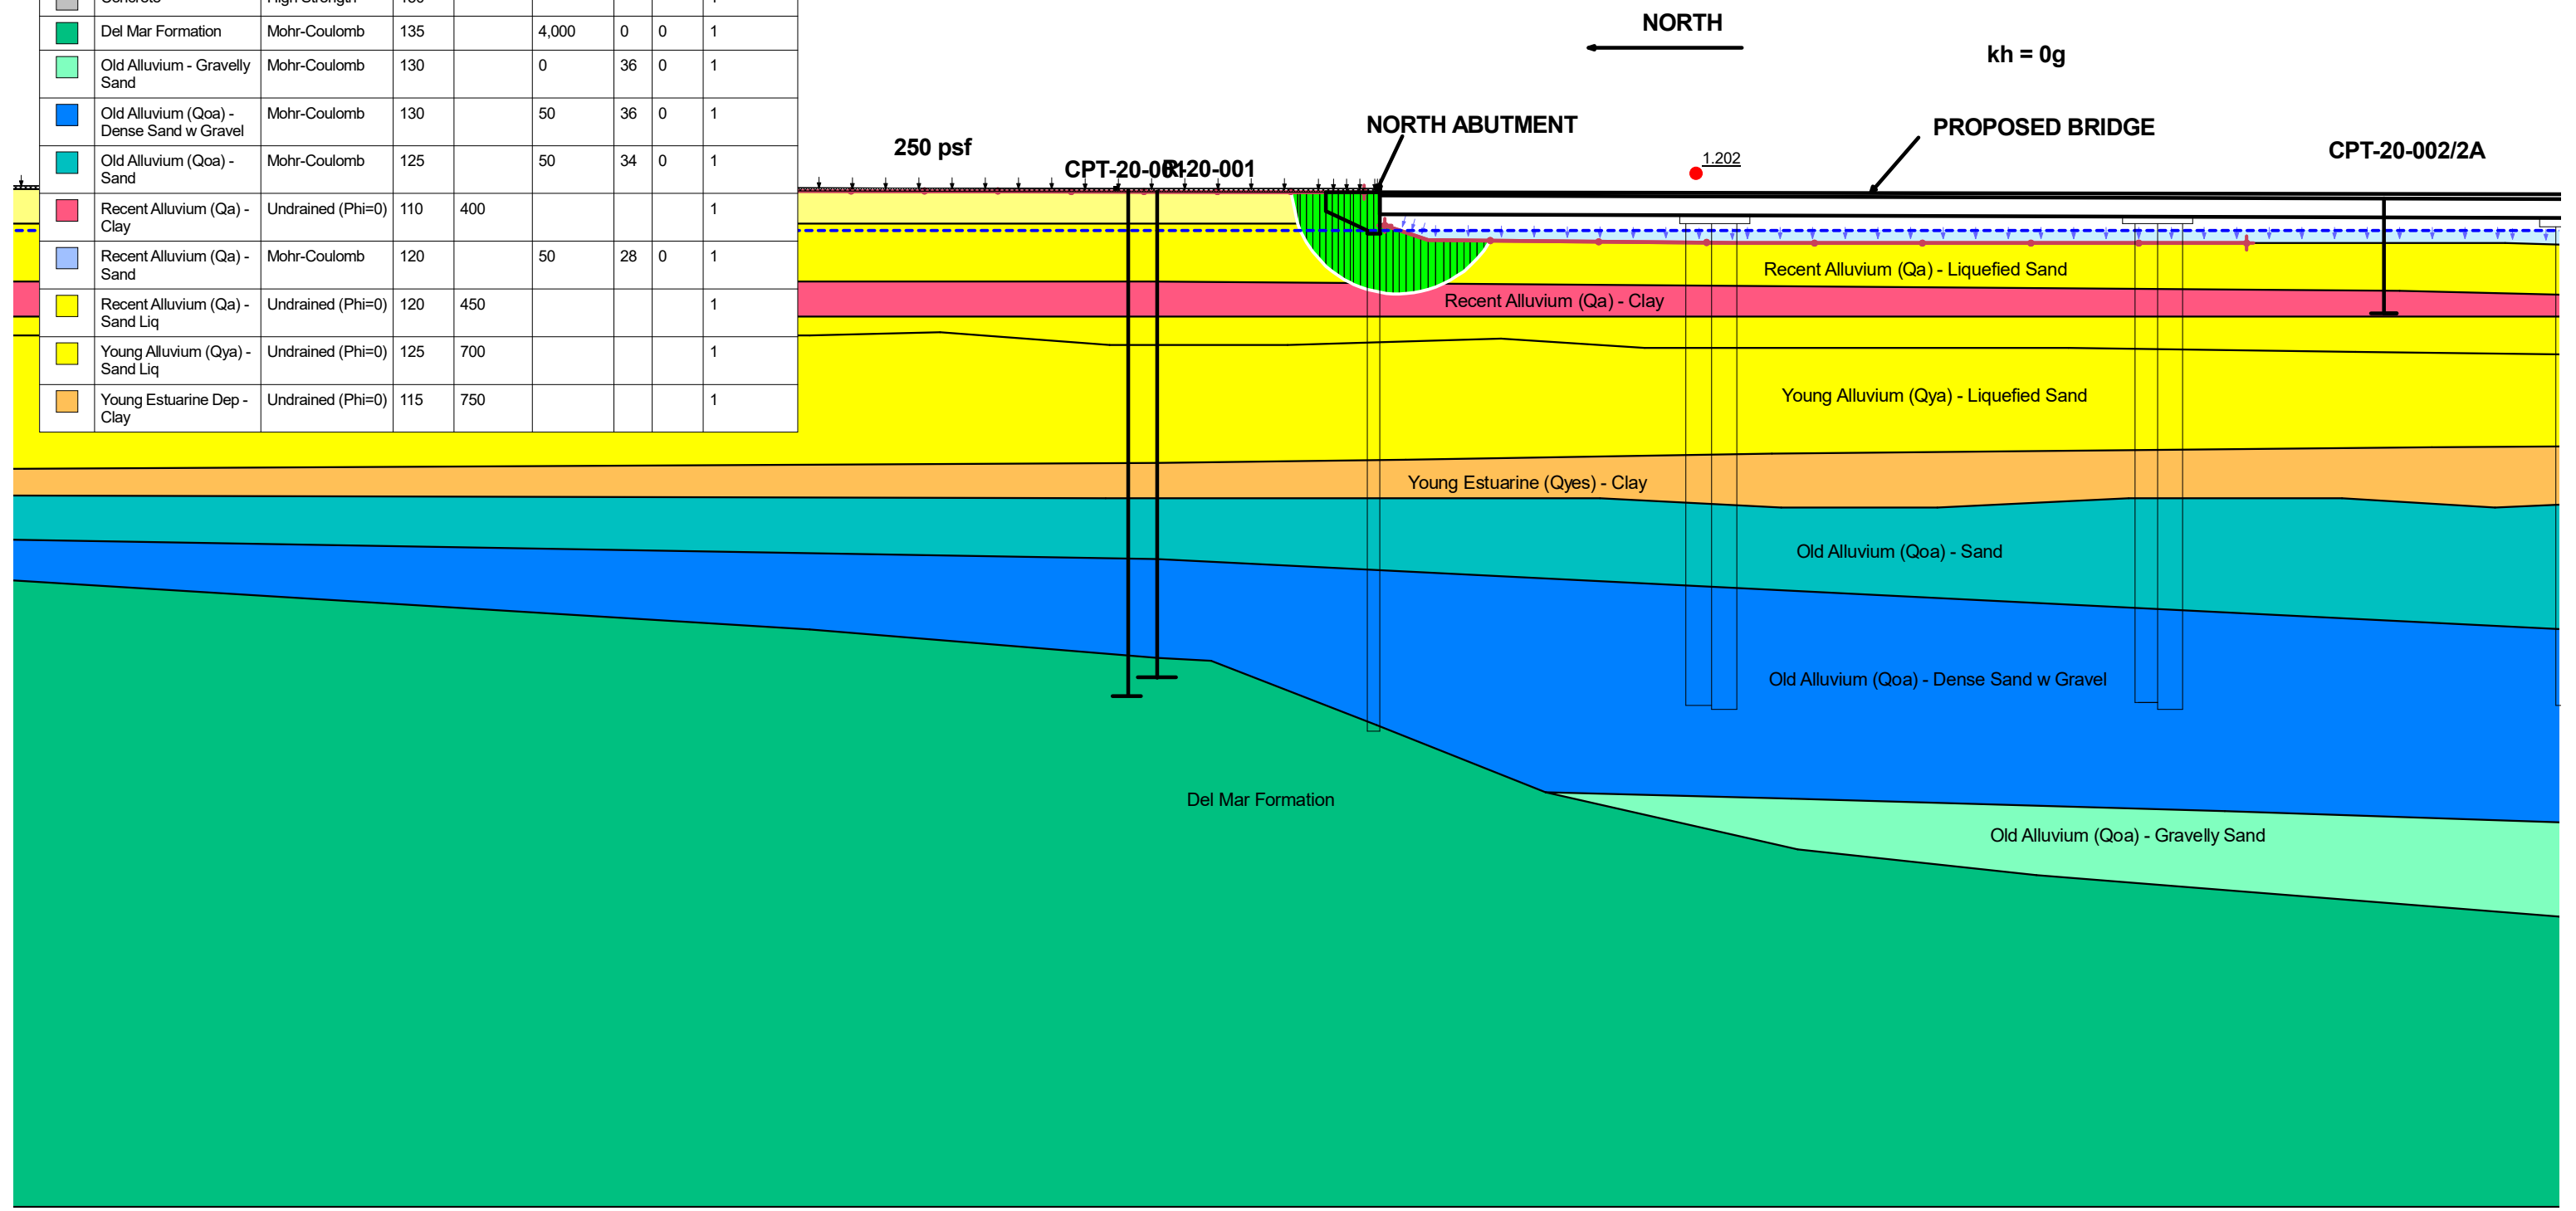 Del Mar Formation Mohr-Coulomb 135 4,000 0 0 1
Old Alluvium - Gravelly Mohr-Coulomb 130 0 36 0 1
Sand
Old Alluvium (Qoa) - Mohr-Coulomb 130 50 36 0 1
Dense Sand w Gravel
Old Alluvium (Qoa) - Mohr-Coulomb 125 50 34 0 1
Sand
Recent Alluvium (Qa) - Undrained (Phi=0) 110 400 1
Clay
Recent Alluvium (Qa) - Mohr-Coulomb 120 50 28 0 1
Sand
Recent Alluvium (Qa) - Undrained (Phi=0) 120 450 1
Sand Liq
Young Alluvium (Qya) - Undrained (Phi=0) 125 700 1
Sand Liq
Young Estuarine Dep - Undrained (Phi=0) 115 750 1
Clay
NORTH
kh = 0g
NORTH ABUTMENT
PROPOSED BRIDGE
250 psf
1.202
CPT-20-002/2A
R-20-001
Recent Alluvium (Qa) - Liquefied Sand
Recent Alluvium (Qa) - Clay
Young Alluvium (Qya) - Liquefied Sand
Young Estuarine (Qyes) - Clay
Old Alluvium (Qoa) - Sand
Old Alluvium (Qoa) - Dense Sand w Gravel
Del Mar Formation
Old Alluvium (Qoa) - Gravelly Sand